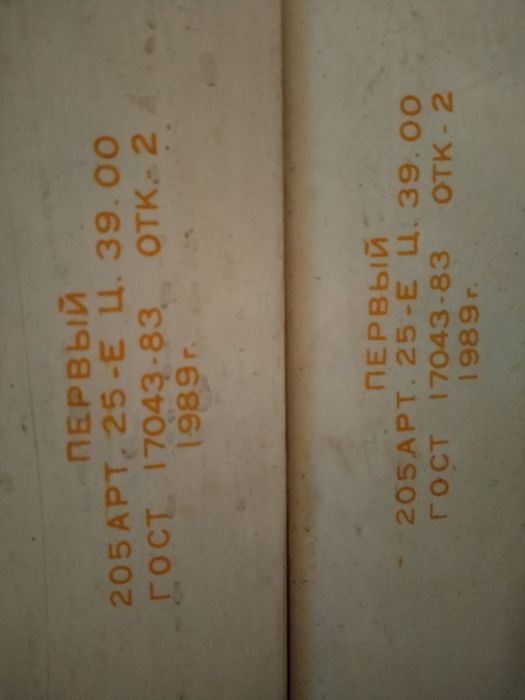 ПЕРВЫЙ
205АРТ. 25-Е Ц. 39.00
ГОСТ 17043-83 ОТК.-2
1989г.
ПЕРВЫЙ
205АРТ. 25-Е Ц. 39.00
ГОСТ 17043-83 ОТК-2
1989г.